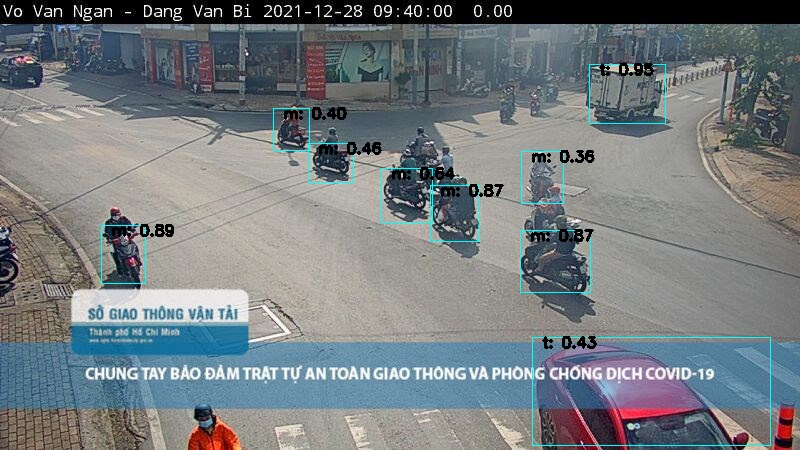 Vo Van Ngan - Dang Van Bi 2021-12-28 09:40:00  0.00
t: 0.95
m: 0.40
m: 0.46
m: 0.36
m: 0.64
m: 0.87
m: 0.89
m: 0.87
SỞ GIAO THÔNG VẬN TẢI
Thành phố Hồ Chí Minh
t: 0.43
CHUNG TAY BẢO ĐẢM TRẬT TỰ AN TOÀN GIAO THÔNG VÀ PHÒNG CHỐNG DỊCH COVID-19